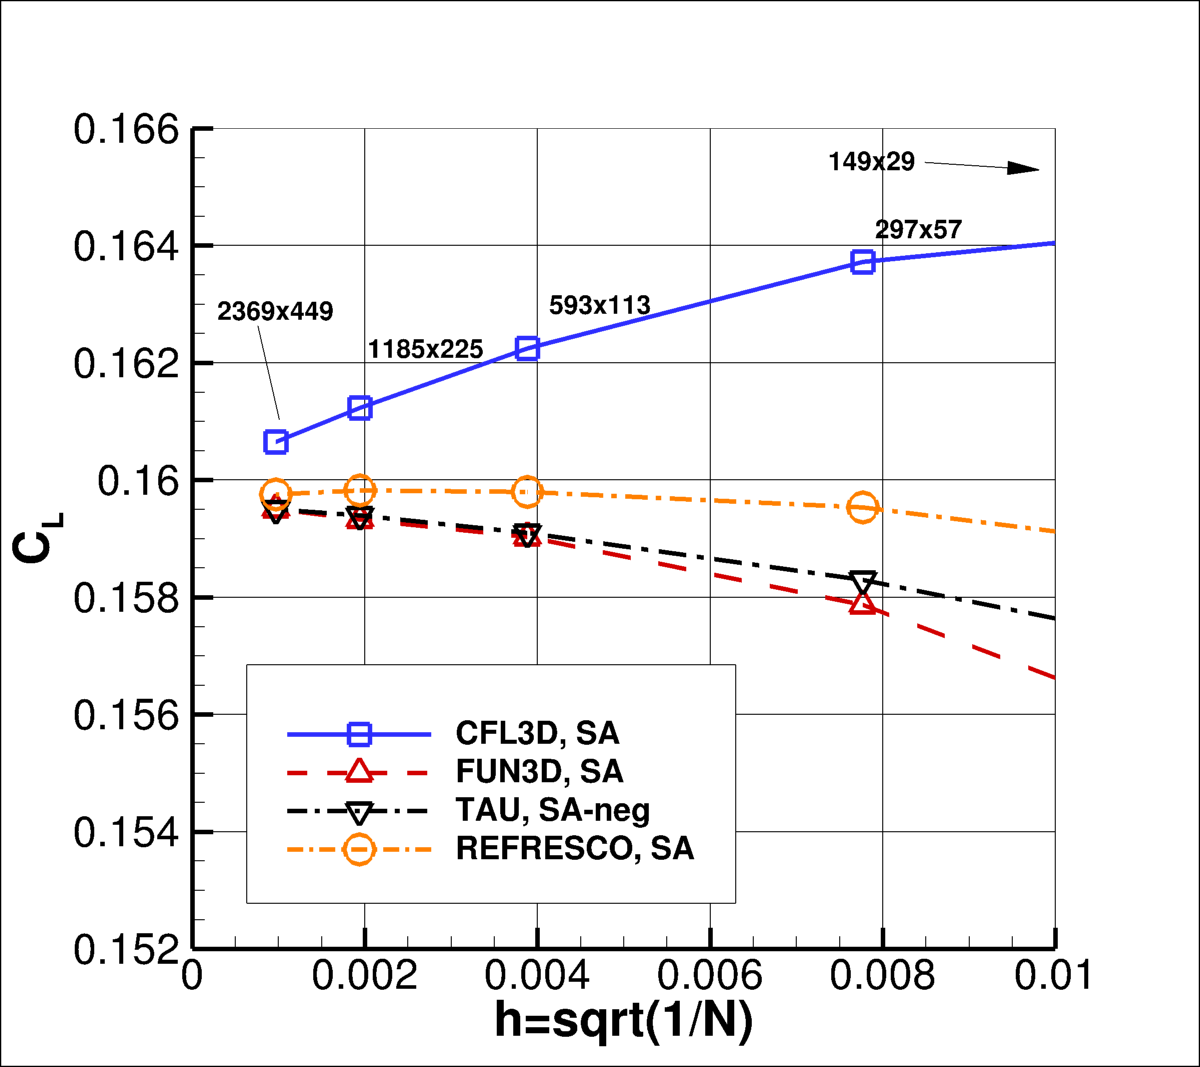 0.166
149x29
297x57
0.164
2369x449
593x113
1185x225
0.162
0.16
C_L
0.158
0.156
CFL3D, SA
FUN3D, SA
TAU, SA-neg
REFRESCO, SA
0.154
0.152
0 0.002 0.004 0.006 0.008 0.01
h=sqrt(1/N)